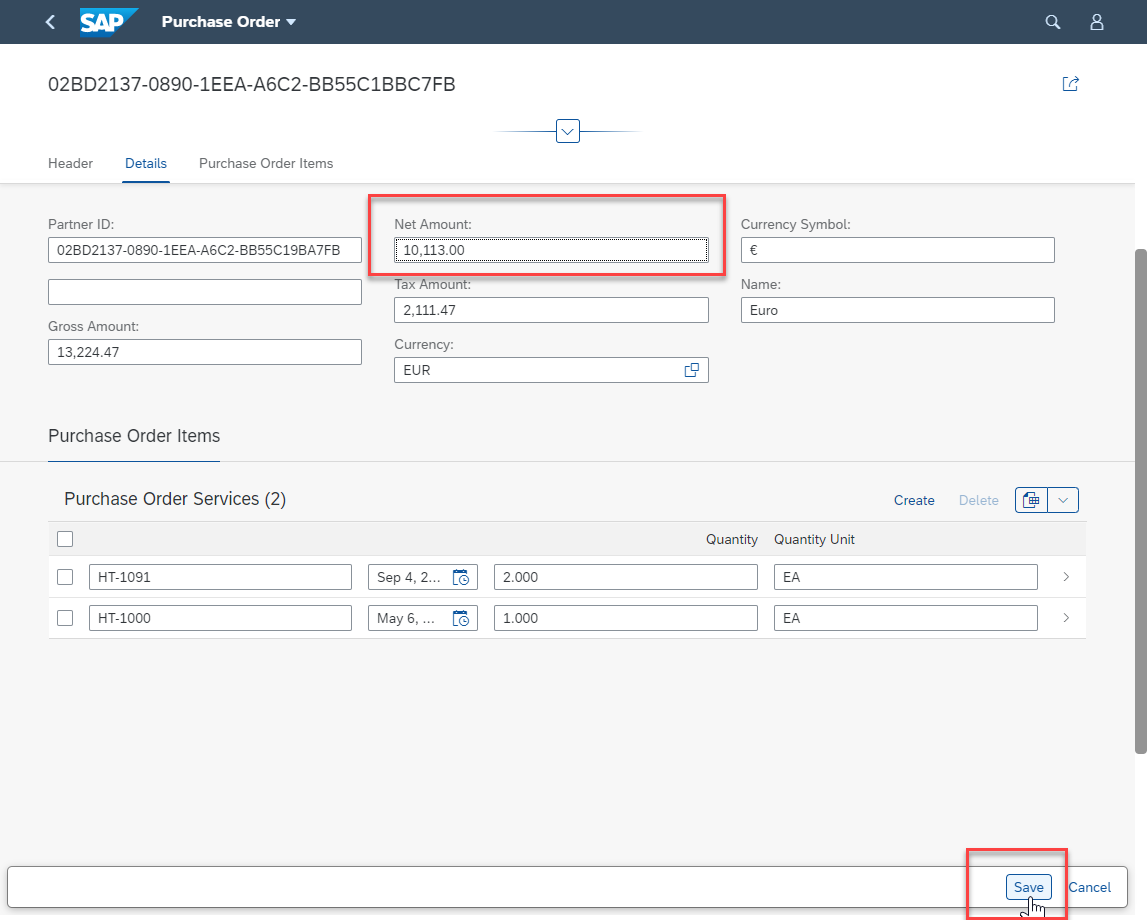 SAP Purchase Order
02BD2137-0890-1EEA-A6C2-BB55C1BBC7FB
Header Details Purchase Order Items
Partner ID: Net Amount: Currency Symbol:
02BD2137-0890-1EEA-A6C2-BB55C19BA7FB 10,113.00 €
Tax Amount: Name:
2,111.47 Euro
Gross Amount:
13,224.47
Currency:
EUR
Purchase Order Items
Purchase Order Services (2) Create Delete
Quantity Quantity Unit
HT-1091 Sep 4, 2... 2.000 EA
HT-1000 May 6, ... 1.000 EA
Save Cancel